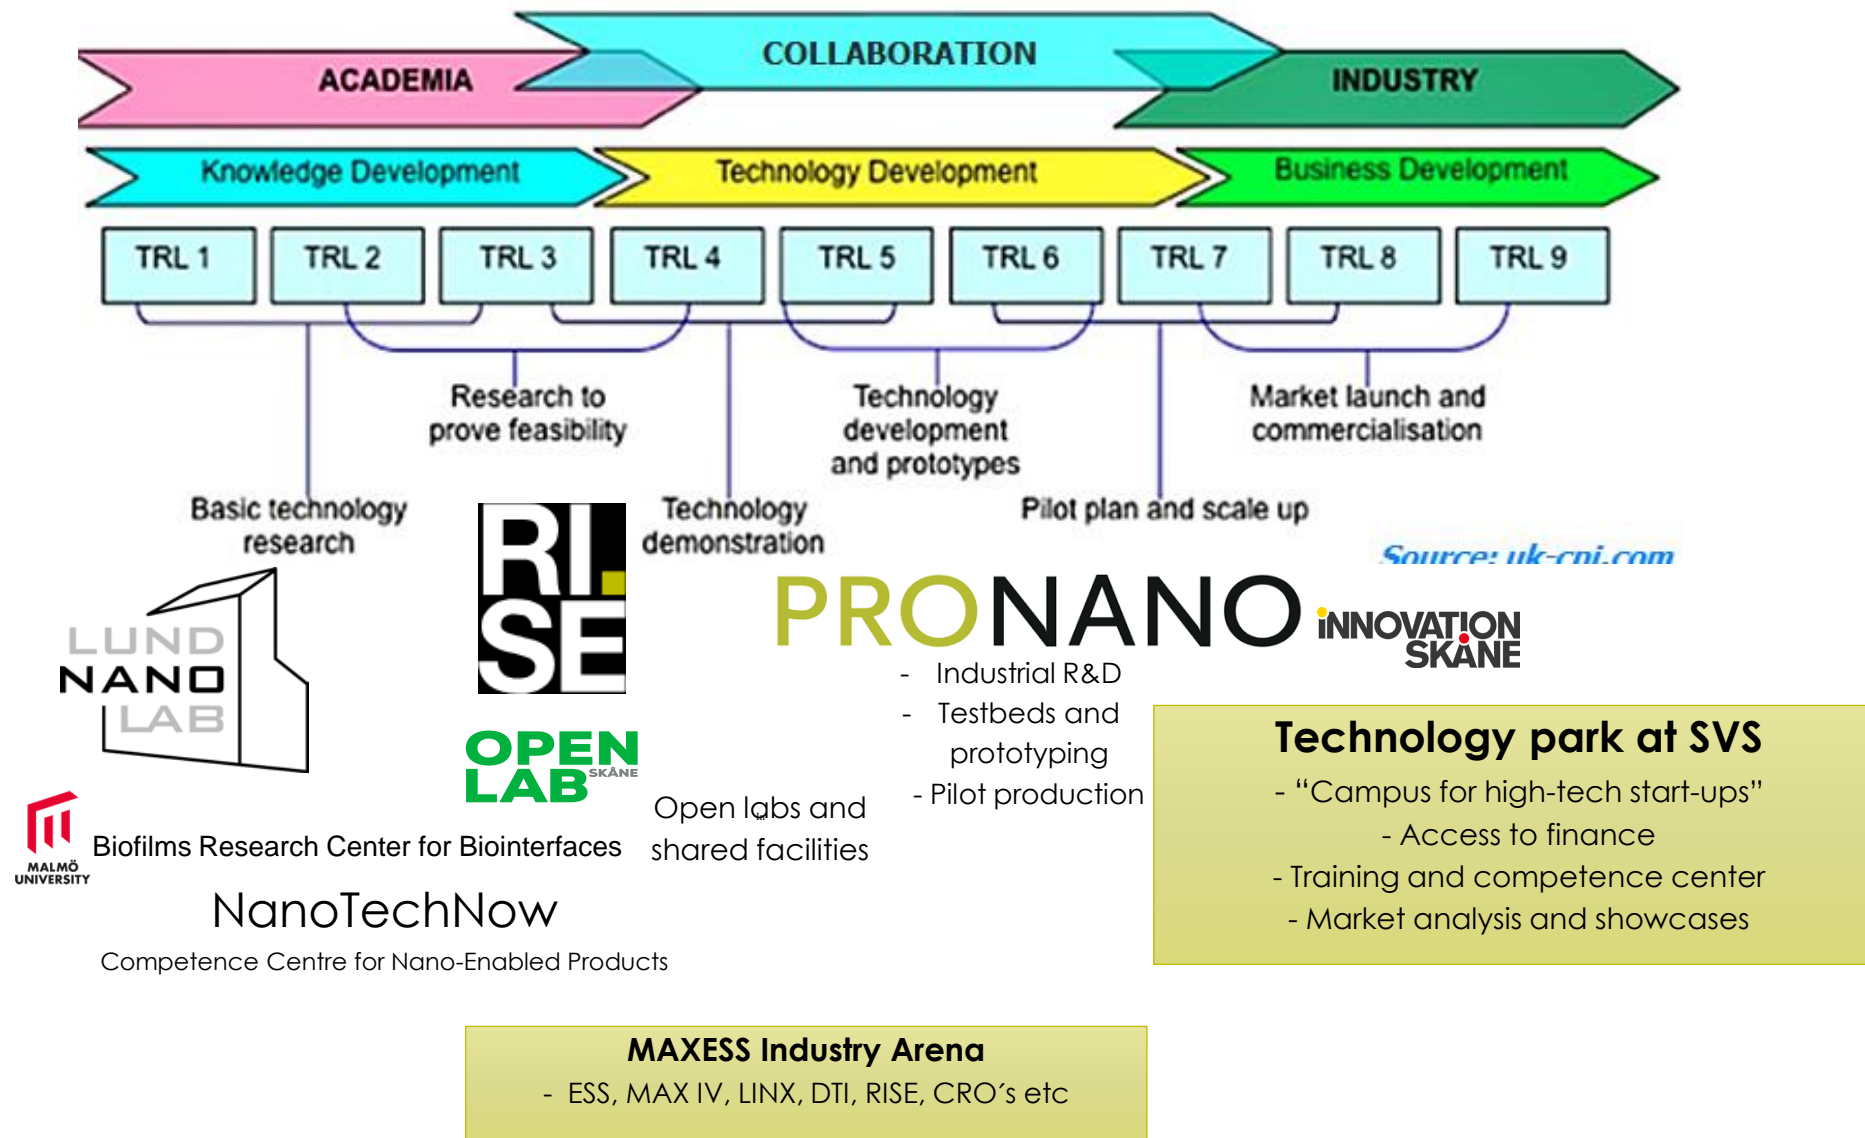 COLLABORATION
ACADEMIA
INDUSTRY
Knowledge Development
Technology Development
Business Development
TRL 1
TRL 2
TRL 3
TRL 4
TRL 5
TRL 6
TRL 7
TRL 8
TRL 9
Research to
prove feasibility
Technology
development
and prototypes
Market launch and
commercialisation
Basic technology
research
Technology
demonstration
Pilot plan and scale up
Source: uk-cpi.com
LUND
NANO
LAB
RI.
SE
PRONANO
INNOVATION
SKÅNE
- Industrial R&D
- Testbeds and
prototyping
- Pilot production
OPEN
LAB SKÅNE
Open labs and
shared facilities
Technology park at SVS
- “Campus for high-tech start-ups”
- Access to finance
- Training and competence center
- Market analysis and showcases
MALMÖ
UNIVERSITY
Biofilms Research Center for Biointerfaces
NanoTechNow
Competence Centre for Nano-Enabled Products
MAXESS Industry Arena
- ESS, MAX IV, LINX, DTI, RISE, CRO´s etc